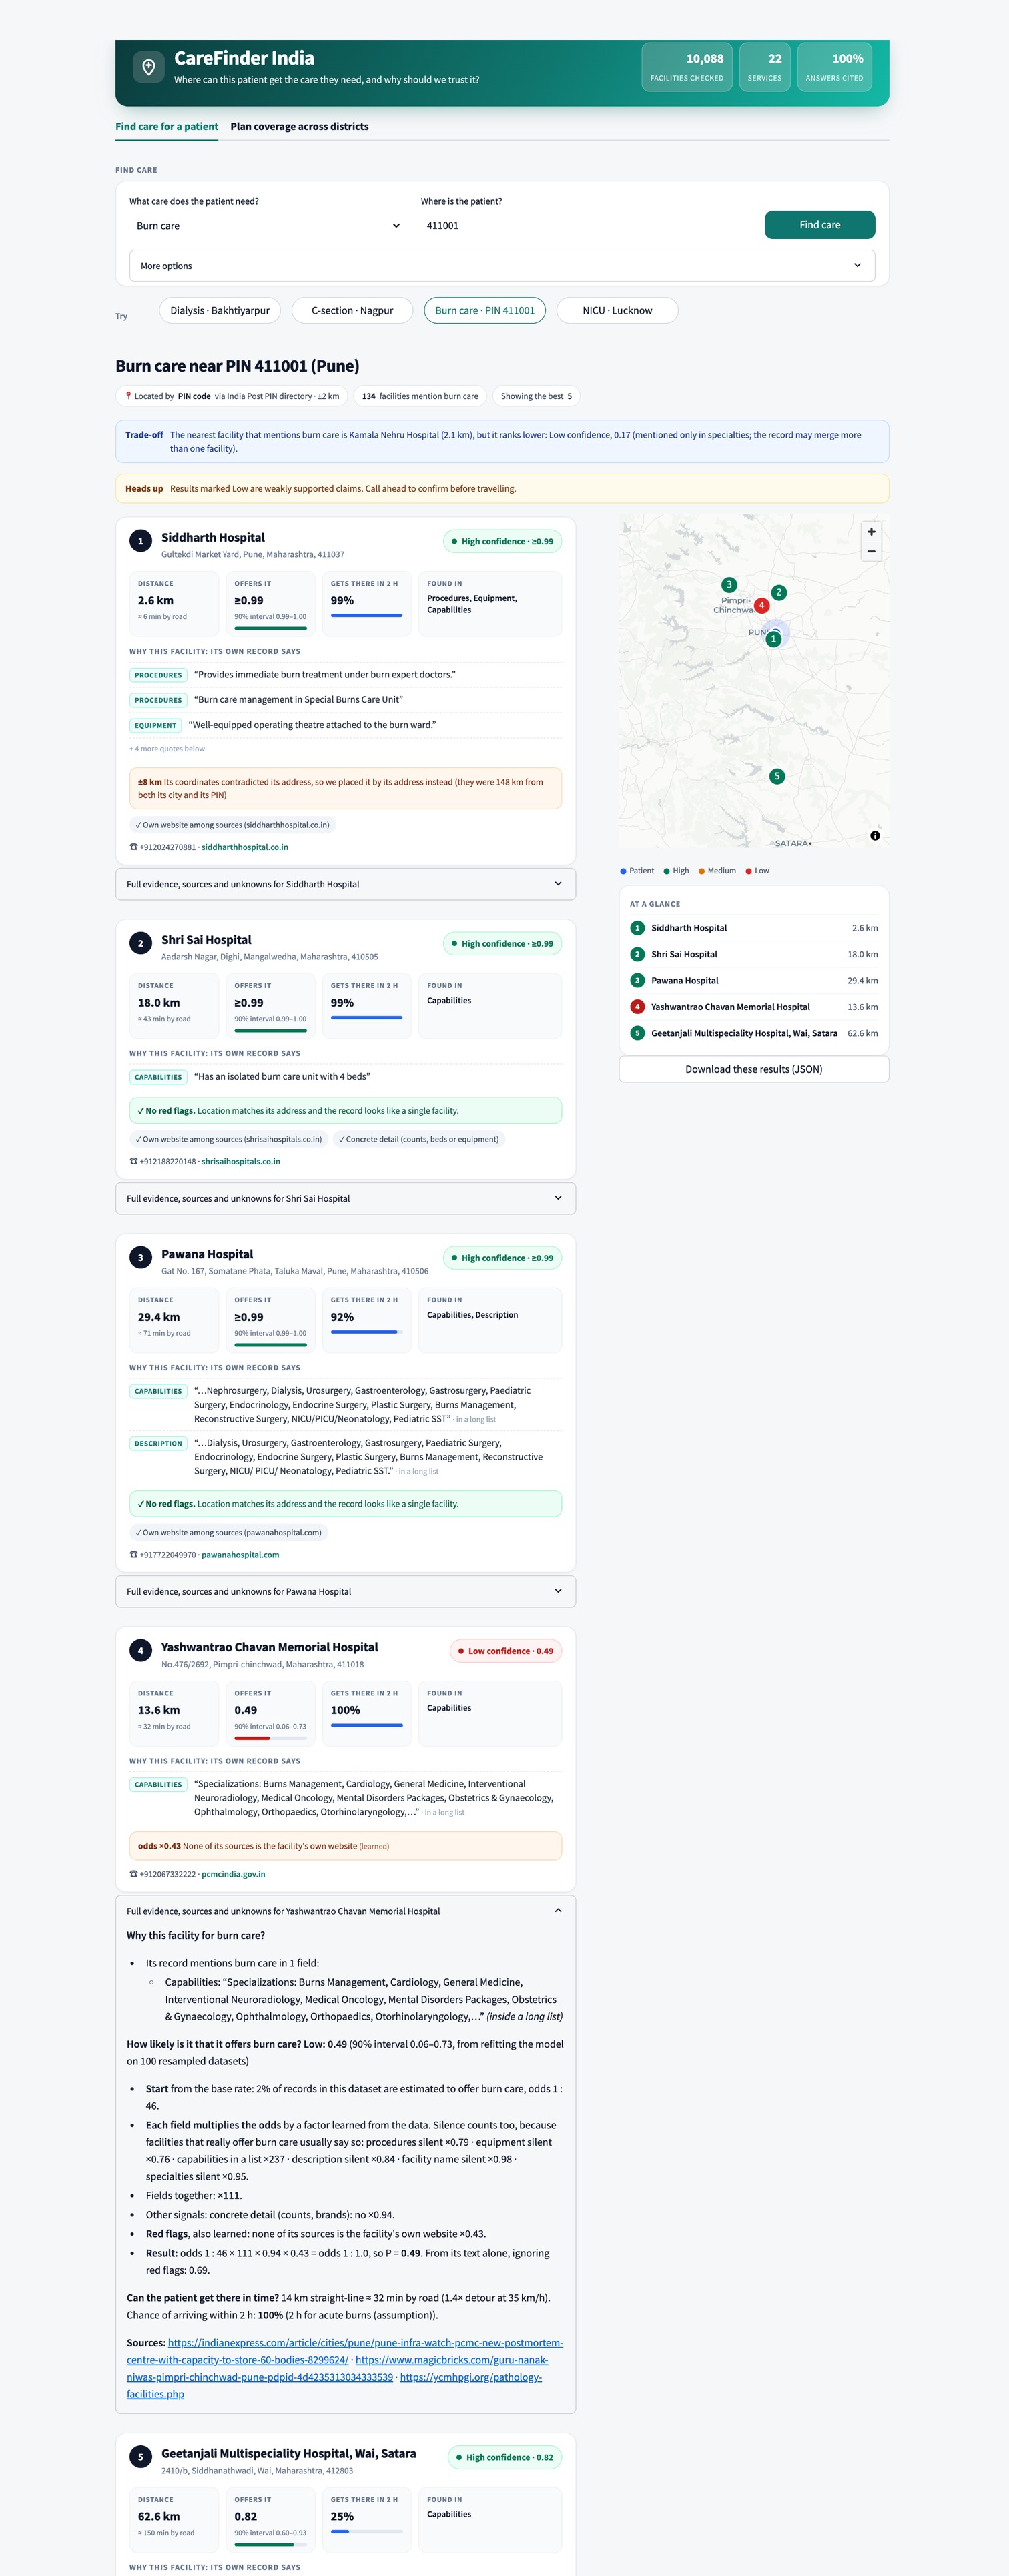 CareFinder India
Where can this patient get the care they need, and why should we trust it?
10,088
FACILITIES CHECKED
22
SERVICES
100%
ANSWERS CITED
Find care for a patient
Plan coverage across districts
FIND CARE
What care does the patient need?
Where is the patient?
Burn care
411001
Find care
More options
Try
Dialysis · Bakhtiyarpur
C-section · Nagpur
Burn care · PIN 411001
NICU · Lucknow
Burn care near PIN 411001 (Pune)
Located by PIN code via India Post PIN directory · ±2 km
134 facilities mention burn care
Showing the best 5
Trade-off The nearest facility that mentions burn care is Kamala Nehru Hospital (2.1 km), but it ranks lower: Low confidence, 0.17 (mentioned only in specialties; the record may merge more
than one facility).
Heads up Results marked Low are weakly supported claims. Call ahead to confirm before travelling.
1
Siddharth Hospital
High confidence · ≥0.99
Gultekdi Market Yard, Pune, Maharashtra, 411037
DISTANCE
2.6 km
≈ 6 min by road
OFFERS IT
≥0.99
90% interval 0.99–1.00
GETS THERE IN 2 H
99%
FOUND IN
Procedures, Equipment,
Capabilities
WHY THIS FACILITY: ITS OWN RECORD SAYS
PROCEDURES “Provides immediate burn treatment under burn expert doctors.”
PROCEDURES “Burn care management in Special Burns Care Unit”
EQUIPMENT “Well-equipped operating theatre attached to the burn ward.”
+ 4 more quotes below
±8 km Its coordinates contradicted its address, so we placed it by its address instead (they were 148 km from
both its city and its PIN)
✓ Own website among sources (siddharthhospital.co.in)
☎ +912024270881 · siddharthhospital.co.in
Full evidence, sources and unknowns for Siddharth Hospital
2
Shri Sai Hospital
High confidence · ≥0.99
Aadarsh Nagar, Dighi, Mangalwedha, Maharashtra, 410505
DISTANCE
18.0 km
≈ 43 min by road
OFFERS IT
≥0.99
90% interval 0.99–1.00
GETS THERE IN 2 H
99%
FOUND IN
Capabilities
WHY THIS FACILITY: ITS OWN RECORD SAYS
CAPABILITIES “Has an isolated burn care unit with 4 beds”
✓ No red flags. Location matches its address and the record looks like a single facility.
✓ Own website among sources (shrisaihospitals.co.in)
✓ Concrete detail (counts, beds or equipment)
☎ +912188220148 · shrisaihospitals.co.in
Full evidence, sources and unknowns for Shri Sai Hospital
3
Pawana Hospital
High confidence · ≥0.99
Gat No. 167, Somatane Phata, Taluka Maval, Pune, Maharashtra, 410506
DISTANCE
29.4 km
≈ 71 min by road
OFFERS IT
≥0.99
90% interval 0.99–1.00
GETS THERE IN 2 H
92%
FOUND IN
Capabilities, Description
WHY THIS FACILITY: ITS OWN RECORD SAYS
CAPABILITIES “…Nephrosurgery, Dialysis, Urosurgery, Gastroenterology, Gastrosurgery, Paediatric
Surgery, Endocrinology, Endocrine Surgery, Plastic Surgery, Burns Management,
Reconstructive Surgery, NICU/PICU/Neonatology, Pediatric SST” · in a long list
DESCRIPTION “…Dialysis, Urosurgery, Gastroenterology, Gastrosurgery, Paediatric Surgery,
Endocrinology, Endocrine Surgery, Plastic Surgery, Burns Management, Reconstructive
Surgery, NICU/ PICU/ Neonatology, Pediatric SST.” · in a long list
✓ No red flags. Location matches its address and the record looks like a single facility.
✓ Own website among sources (pawanahospital.com)
☎ +917722049970 · pawanahospital.com
Full evidence, sources and unknowns for Pawana Hospital
4
Yashwantrao Chavan Memorial Hospital
Low confidence · 0.49
No.476/2692, Pimpri-chinchwad, Maharashtra, 411018
DISTANCE
13.6 km
≈ 32 min by road
OFFERS IT
0.49
90% interval 0.06–0.73
GETS THERE IN 2 H
100%
FOUND IN
Capabilities
WHY THIS FACILITY: ITS OWN RECORD SAYS
CAPABILITIES “Specializations: Burns Management, Cardiology, General Medicine, Interventional
Neuroradiology, Medical Oncology, Mental Disorders Packages, Obstetrics & Gynaecology,
Ophthalmology, Orthopaedics, Otorhinolaryngology,…” · in a long list
odds ×0.43 None of its sources is the facility's own website (learned)
☎ +912067332222 · pcmcindia.gov.in
Full evidence, sources and unknowns for Yashwantrao Chavan Memorial Hospital
Why this facility for burn care?
• Its record mentions burn care in 1 field:
○ Capabilities: “Specializations: Burns Management, Cardiology, General Medicine,
Interventional Neuroradiology, Medical Oncology, Mental Disorders Packages, Obstetrics
& Gynaecology, Ophthalmology, Orthopaedics, Otorhinolaryngology,…” (inside a long list)
How likely is it that it offers burn care? Low: 0.49 (90% interval 0.06–0.73, from refitting the model
on 100 resampled datasets)
• Start from the base rate: 2% of records in this dataset are estimated to offer burn care, odds 1 :
46.
• Each field multiplies the odds by a factor learned from the data. Silence counts too, because
facilities that really offer burn care usually say so: procedures silent ×0.79 · equipment silent
×0.76 · capabilities in a list ×237 · description silent ×0.84 · facility name silent ×0.98 ·
specialties silent ×0.95.
• Fields together: ×111.
• Other signals: concrete detail (counts, brands): no ×0.94.
• Red flags, also learned: none of its sources is the facility's own website ×0.43.
• Result: odds 1 : 46 × 111 × 0.94 × 0.43 = odds 1 : 1.0, so P = 0.49. From its text alone, ignoring
red flags: 0.69.
Can the patient get there in time? 14 km straight-line ≈ 32 min by road (1.4× detour at 35 km/h).
Chance of arriving within 2 h: 100% (2 h for acute burns (assumption)).
Sources: https://indianexpress.com/article/cities/pune/pune-infra-watch-pcmc-new-postmortem-
centre-with-capacity-to-store-60-bodies-8299624/ · https://www.magicbricks.com/guru-nanak-
niwas-pimpri-chinchwad-pune-pdpid-4d4235313034333539 · https://ycmhpgi.org/pathology-
facilities.php
5
Geetanjali Multispeciality Hospital, Wai, Satara
High confidence · 0.82
2410/b, Siddhanathwadi, Wai, Maharashtra, 412803
DISTANCE
62.6 km
≈ 150 min by road
OFFERS IT
0.82
90% interval 0.60–0.93
GETS THERE IN 2 H
25%
FOUND IN
Capabilities
WHY THIS FACILITY: ITS OWN RECORD SAYS
+
−
3
2
Pimpri-
Chinchwa
4
PUN
1
5
SATARA
Patient
High
Medium
Low
AT A GLANCE
1 Siddharth Hospital 2.6 km
2 Shri Sai Hospital 18.0 km
3 Pawana Hospital 29.4 km
4 Yashwantrao Chavan Memorial Hospital 13.6 km
5 Geetanjali Multispeciality Hospital, Wai, Satara 62.6 km
Download these results (JSON)